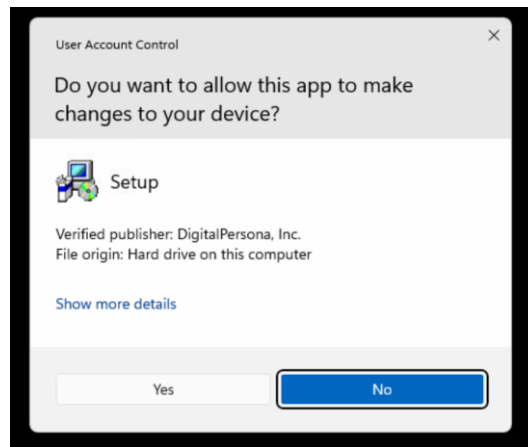 User Account Control
Do you want to allow this app to make
changes to your device?
Setup
Verified publisher: DigitalPersona, Inc.
File origin: Hard drive on this computer
Show more details
Yes
No